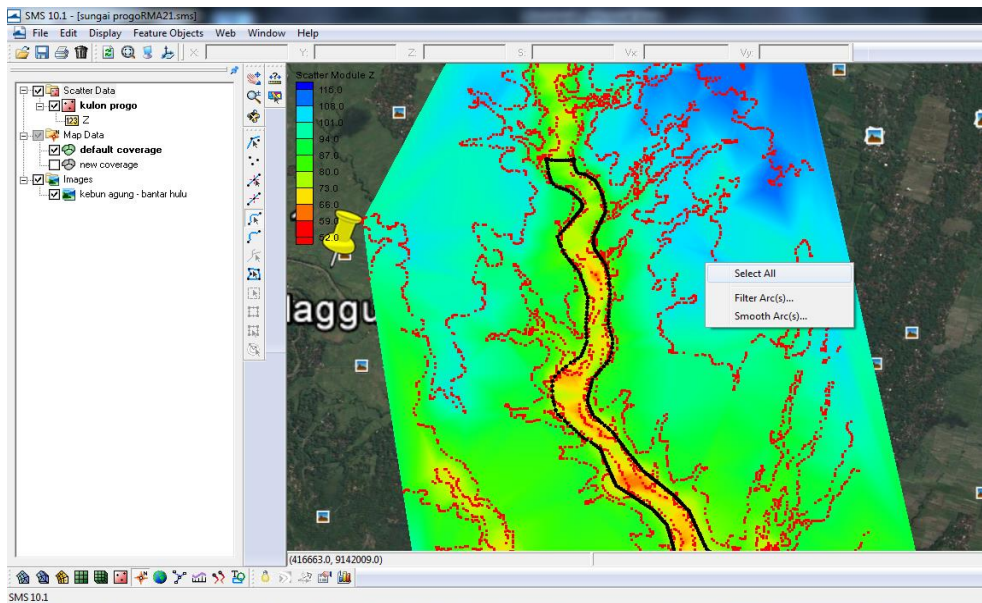 SMS 10.1 - [sungai progoRMA21.sms]
File Edit Display Feature Objects Web Window Help
X: Y: Z: S: Vx: Vy:
Scatter Data
kulon progo
123 Z
Map Data
default coverage
new coverage
Images
kebun agung - bantar hulu
Scatter Module Z
115.0
108.0
101.0
94.0
87.0
80.0
73.0
66.0
59.0
52.0
laggu
Select All
Filter Arc(s)...
Smooth Arc(s)...
(416663.0, 9142009.0)
SMS 10.1